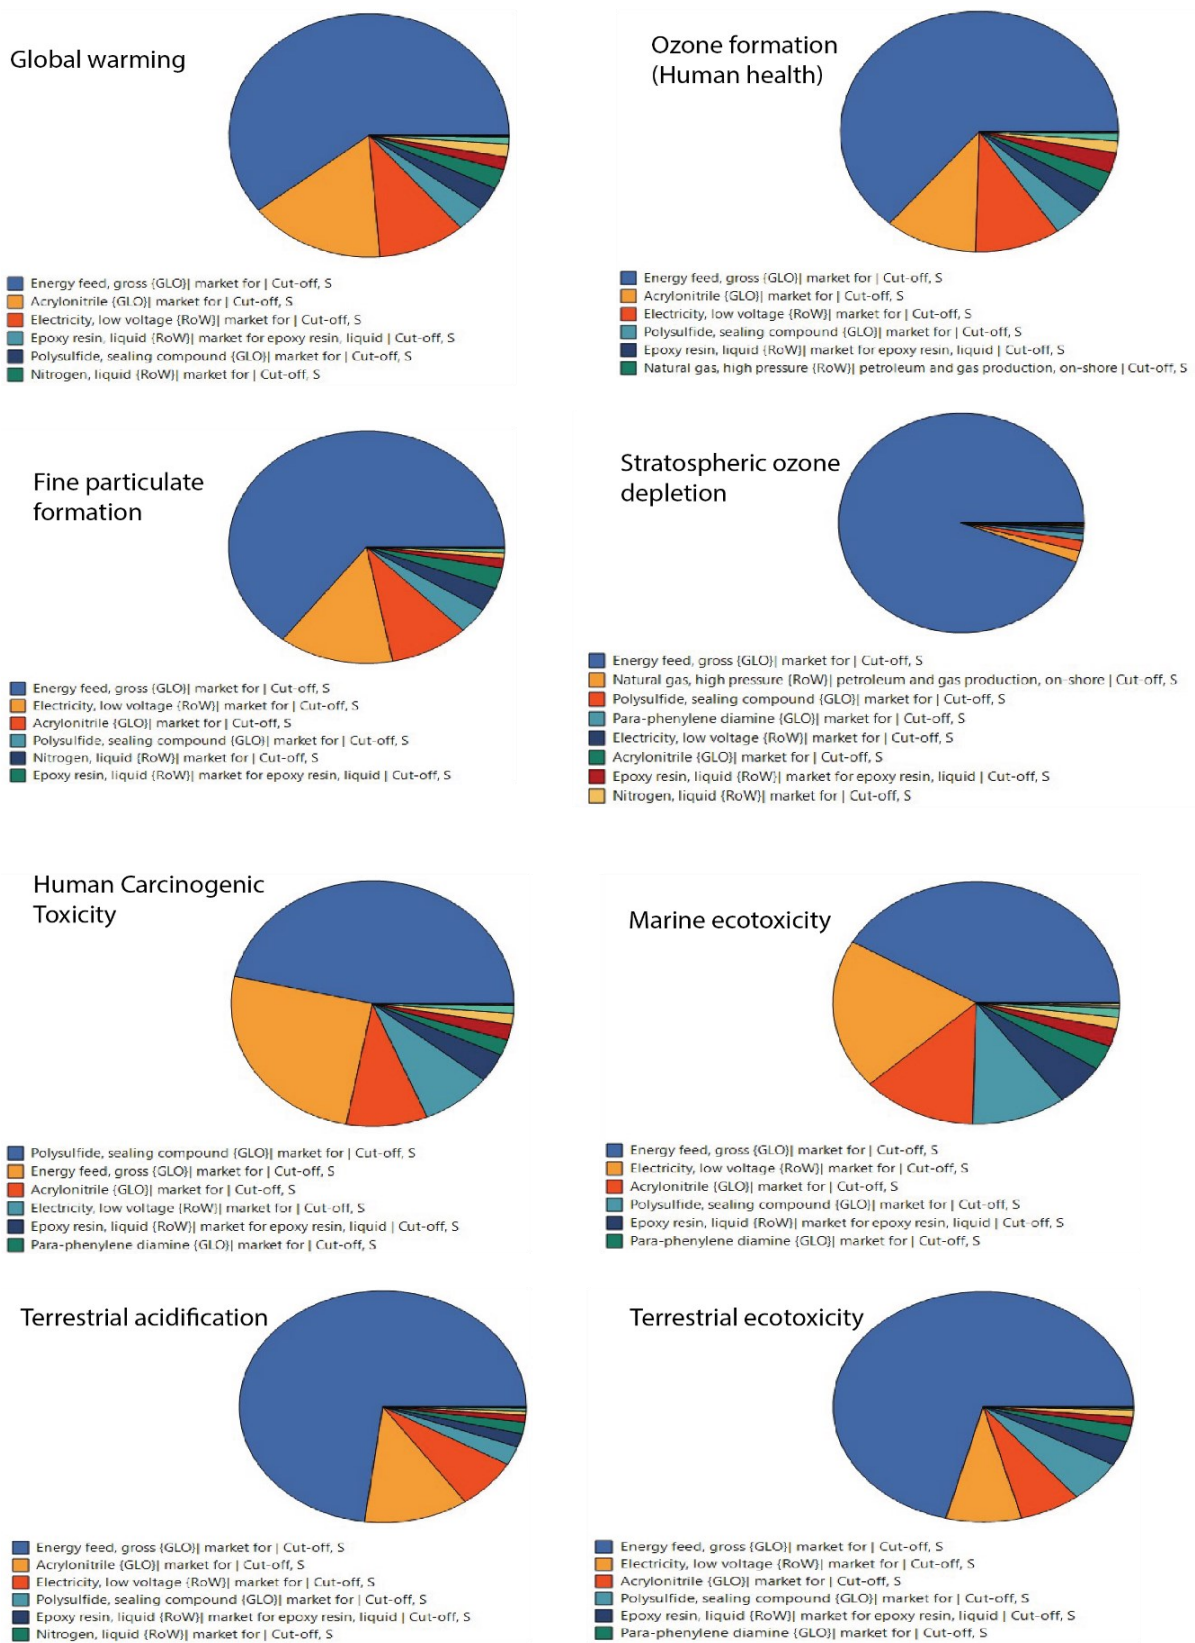 Global warming
Energy feed, gross {GLO}| market for | Cut-off, S
Acrylonitrile {GLO}| market for | Cut-off, S
Electricity, low voltage {RoW}| market for | Cut-off, S
Epoxy resin, liquid {RoW}| market for epoxy resin, liquid | Cut-off, S
Polysulfide, sealing compound {GLO}| market for | Cut-off, S
Nitrogen, liquid {RoW}| market for | Cut-off, S
Ozone formation
(Human health)
Energy feed, gross {GLO}| market for | Cut-off, S
Acrylonitrile {GLO}| market for | Cut-off, S
Electricity, low voltage {RoW}| market for | Cut-off, S
Polysulfide, sealing compound {GLO}| market for | Cut-off, S
Epoxy resin, liquid {RoW}| market for epoxy resin, liquid | Cut-off, S
Natural gas, high pressure {RoW}| petroleum and gas production, on-shore | Cut-off, S
Fine particulate
formation
Energy feed, gross {GLO}| market for | Cut-off, S
Electricity, low voltage {RoW}| market for | Cut-off, S
Acrylonitrile {GLO}| market for | Cut-off, S
Polysulfide, sealing compound {GLO}| market for | Cut-off, S
Nitrogen, liquid {RoW}| market for | Cut-off, S
Epoxy resin, liquid {RoW}| market for epoxy resin, liquid | Cut-off, S
Stratospheric ozone
depletion
Energy feed, gross {GLO}| market for | Cut-off, S
Natural gas, high pressure {RoW}| petroleum and gas production, on-shore | Cut-off, S
Polysulfide, sealing compound {GLO}| market for | Cut-off, S
Para-phenylene diamine {GLO}| market for | Cut-off, S
Electricity, low voltage {RoW}| market for | Cut-off, S
Acrylonitrile {GLO}| market for | Cut-off, S
Epoxy resin, liquid {RoW}| market for epoxy resin, liquid | Cut-off, S
Nitrogen, liquid {RoW}| market for | Cut-off, S
Human Carcinogenic
Toxicity
Polysulfide, sealing compound {GLO}| market for | Cut-off, S
Energy feed, gross {GLO}| market for | Cut-off, S
Acrylonitrile {GLO}| market for | Cut-off, S
Electricity, low voltage {RoW}| market for | Cut-off, S
Epoxy resin, liquid {RoW}| market for epoxy resin, liquid | Cut-off, S
Para-phenylene diamine {GLO}| market for | Cut-off, S
Marine ecotoxicity
Energy feed, gross {GLO}| market for | Cut-off, S
Electricity, low voltage {RoW}| market for | Cut-off, S
Acrylonitrile {GLO}| market for | Cut-off, S
Polysulfide, sealing compound {GLO}| market for | Cut-off, S
Epoxy resin, liquid {RoW}| market for epoxy resin, liquid | Cut-off, S
Para-phenylene diamine {GLO}| market for | Cut-off, S
Terrestrial acidification
Energy feed, gross {GLO}| market for | Cut-off, S
Acrylonitrile {GLO}| market for | Cut-off, S
Electricity, low voltage {RoW}| market for | Cut-off, S
Polysulfide, sealing compound {GLO}| market for | Cut-off, S
Epoxy resin, liquid {RoW}| market for epoxy resin, liquid | Cut-off, S
Nitrogen, liquid {RoW}| market for | Cut-off, S
Terrestrial ecotoxicity
Energy feed, gross {GLO}| market for | Cut-off, S
Electricity, low voltage {RoW}| market for | Cut-off, S
Acrylonitrile {GLO}| market for | Cut-off, S
Polysulfide, sealing compound {GLO}| market for | Cut-off, S
Epoxy resin, liquid {RoW}| market for epoxy resin, liquid | Cut-off, S
Para-phenylene diamine {GLO}| market for | Cut-off, S